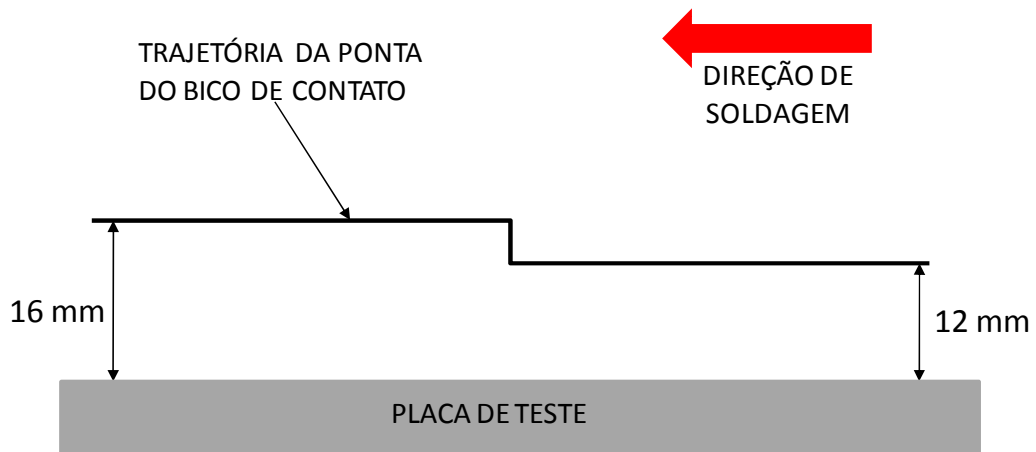 TRAJETÓRIA DA PONTA
DO BICO DE CONTATO
DIREÇÃO DE
SOLDAGEM
16 mm
12 mm
PLACA DE TESTE